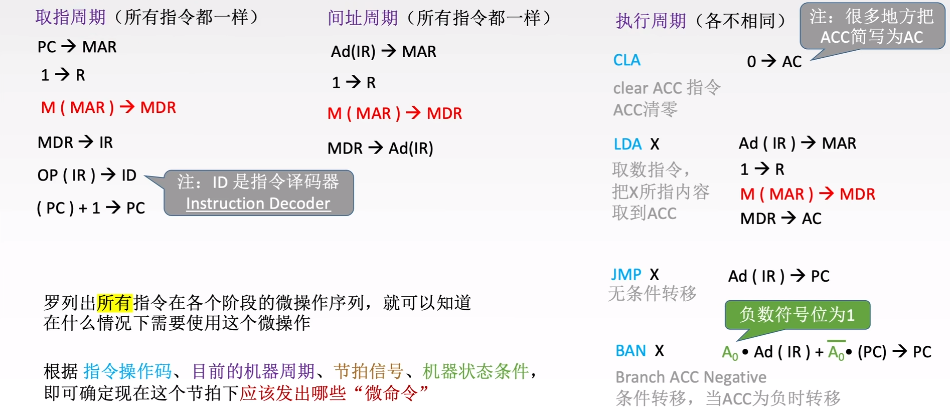 取指周期（所有指令都一样）
PC → MAR
1 → R
M ( MAR ) → MDR
MDR → IR
OP ( IR ) → ID
注：ID 是指令译码器
Instruction Decoder
( PC ) + 1 → PC
间址周期（所有指令都一样）
Ad(IR) → MAR
1 → R
M ( MAR ) → MDR
MDR → Ad(IR)
执行周期（各不相同）
注：很多地方把
ACC简写为AC
CLA 0 → AC
clear ACC 指令
ACC清零
LDA X Ad ( IR ) → MAR
取数指令， 1 → R
把X所指内容 M ( MAR ) → MDR
取到ACC MDR → AC
JMP X Ad ( IR ) → PC
无条件转移
负数符号位为1
BAN X A₀ • Ad ( IR ) + A̅₀ • (PC) → PC
Branch ACC Negative
条件转移，当ACC为负时转移
罗列出所有指令在各个阶段的微操作序列，就可以知道
在什么情况下需要使用这个微操作
根据 指令操作码、目前的机器周期、节拍信号、机器状态条件，
即可确定现在这个节拍下应该发出哪些“微命令”